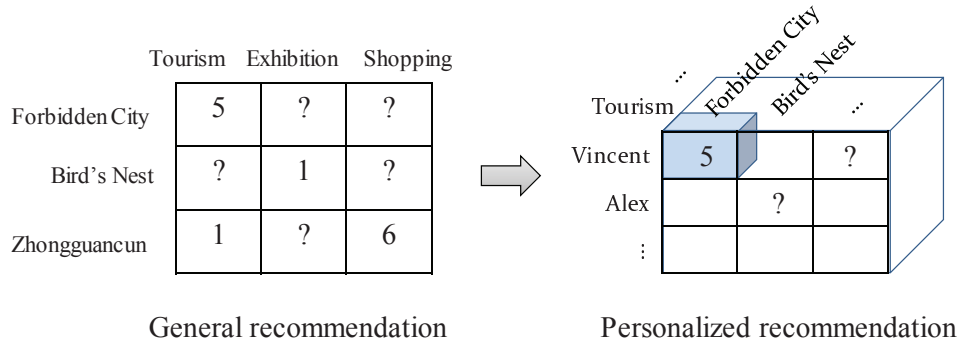 Tourism Exhibition Shopping
Forbidden City 5 ? ?
Bird's Nest ? 1 ?
Zhongguancun 1 ? 6
General recommendation
... Forbidden City
Bird's Nest
...
Tourism
Vincent 5 ?
Alex ?
⋮
Personalized recommendation